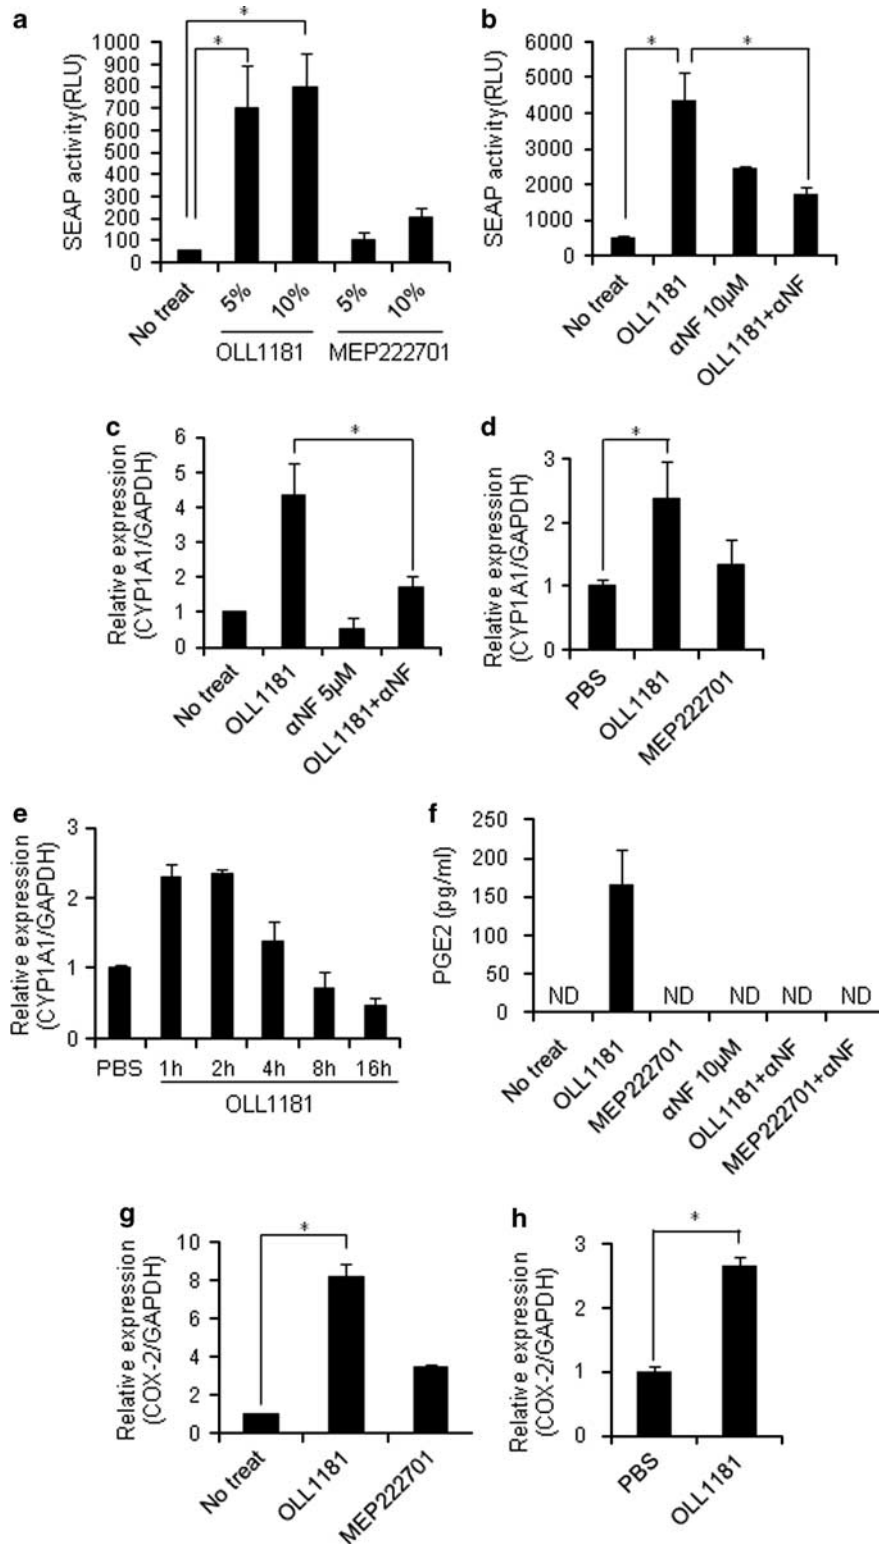 a
*
*
SEAP activity(RLU)
1000
900
800
700
600
500
400
300
200
100
0
No treat
5%
10%
5%
10%
OLL1181
MEP222701
b
*
*
SEAP activity(RLU)
6000
5000
4000
3000
2000
1000
0
No treat
OLL1181
αNF 10μM
OLL1181+αNF
c
*
Relative expression
(CYP1A1/GAPDH)
6
5
4
3
2
1
0
No treat
OLL1181
αNF 5μM
OLL1181+αNF
d
*
Relative expression
(CYP1A1/GAPDH)
3
2
1
0
PBS
OLL1181
MEP222701
e
Relative expression
(CYP1A1/GAPDH)
3
2
1
0
PBS
1h
2h
4h
8h
16h
OLL1181
f
PGE2 (pg/ml)
250
200
150
100
50
0
ND
ND
ND
ND
ND
No treat
OLL1181
MEP222701
αNF 10μM
OLL1181+αNF
MEP222701+αNF
g
*
Relative expression
(COX-2/GAPDH)
10
8
6
4
2
0
No treat
OLL1181
MEP222701
h
*
Relative expression
(COX-2/GAPDH)
3
2
1
0
PBS
OLL1181